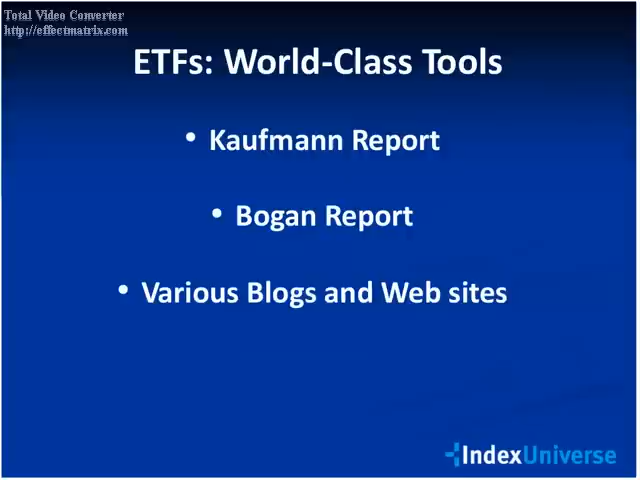 Total Video Converter
http://effectmatrix.com
ETFs: World-Class Tools
• Kaufmann Report
• Bogan Report
• Various Blogs and Web sites
IndexUniverse